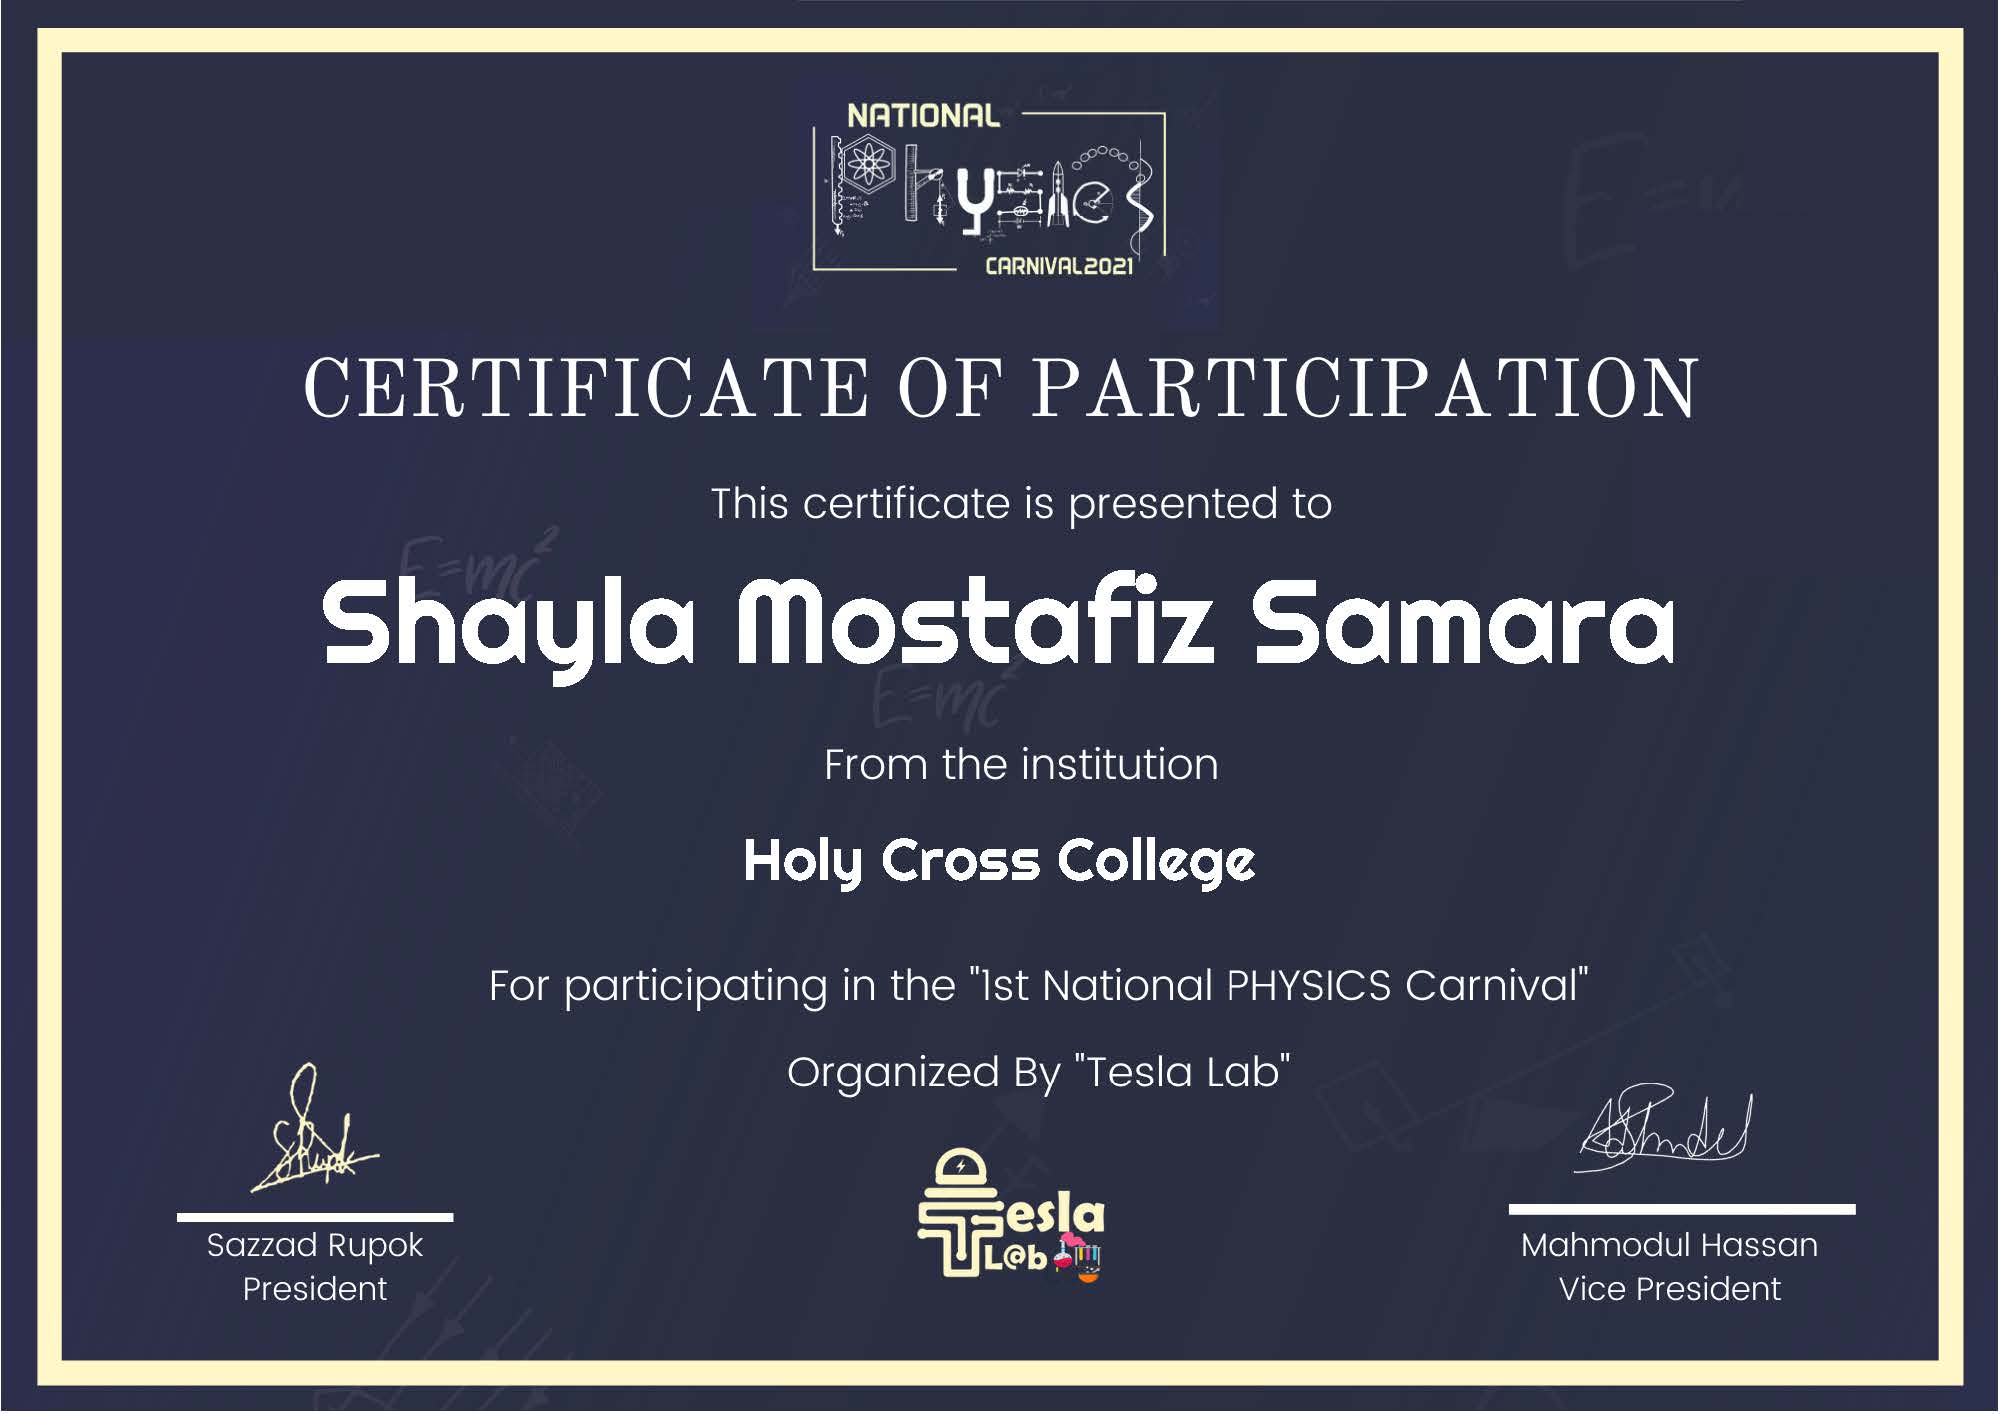 NATIONAL
Physics
CARNIVAL2021
CERTIFICATE OF PARTICIPATION
This certificate is presented to
E=mc²
Shayla Mostafiz Samara
E=mc²
From the institution
Holy Cross College
For participating in the "1st National PHYSICS Carnival"
Organized By "Tesla Lab"
Tesla
L@b
Sazzad Rupok
President
Mahmodul Hassan
Vice President